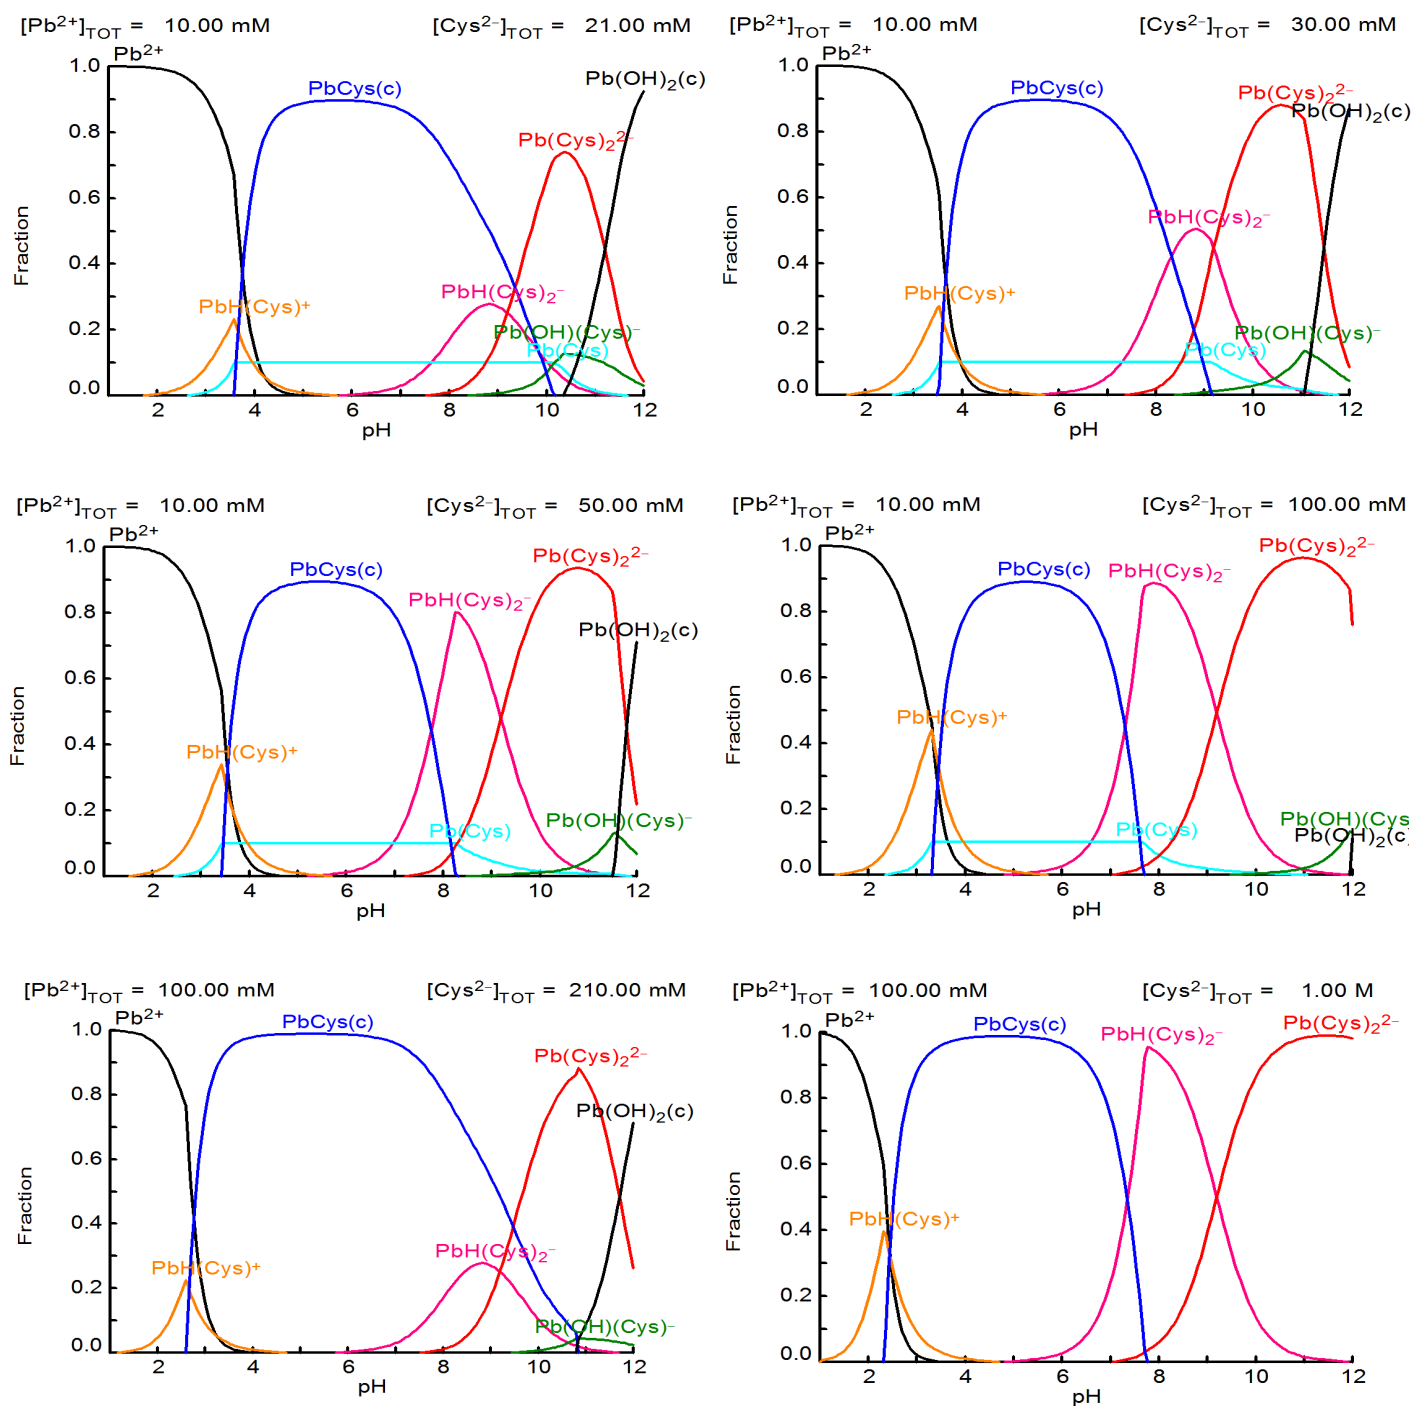 [Pb²⁺]TOT = 10.00 mM [Cys²⁻]TOT = 21.00 mM
Pb²⁺
1.0
0.8
0.6
0.4
0.2
0.0
Fraction
PbCys(c)
Pb(OH)₂(c)
Pb(Cys)₂²⁻
PbH(Cys)⁺
PbH(Cys)₂⁻
Pb(OH)(Cys)⁻
Pb(Cys)
2 4 6 8 10 12
pH
[Pb²⁺]TOT = 10.00 mM [Cys²⁻]TOT = 30.00 mM
Pb²⁺
1.0
0.8
0.6
0.4
0.2
0.0
Fraction
PbCys(c)
Pb(Cys)₂²⁻
Pb(OH)₂(c)
PbH(Cys)₂⁻
PbH(Cys)⁺
Pb(OH)(Cys)⁻
Pb(Cys)
2 4 6 8 10 12
pH
[Pb²⁺]TOT = 10.00 mM [Cys²⁻]TOT = 50.00 mM
Pb²⁺
1.0
0.8
0.6
0.4
0.2
0.0
Fraction
PbCys(c)
Pb(Cys)₂²⁻
PbH(Cys)₂⁻
Pb(OH)₂(c)
PbH(Cys)⁺
Pb(OH)(Cys)⁻
Pb(Cys)
2 4 6 8 10 12
pH
[Pb²⁺]TOT = 10.00 mM [Cys²⁻]TOT = 100.00 mM
Pb²⁺
1.0
0.8
0.6
0.4
0.2
0.0
Fraction
PbCys(c)
PbH(Cys)₂⁻
Pb(Cys)₂²⁻
PbH(Cys)⁺
Pb(OH)(Cys
Pb(Cys)
Pb(OH)₂(c)
2 4 6 8 10 12
pH
[Pb²⁺]TOT = 100.00 mM [Cys²⁻]TOT = 210.00 mM
Pb²⁺
1.0
0.8
0.6
0.4
0.2
0.0
Fraction
PbCys(c)
Pb(Cys)₂²⁻
Pb(OH)₂(c)
PbH(Cys)₂⁻
PbH(Cys)⁺
Pb(OH)(Cys)⁻
2 4 6 8 10 12
pH
[Pb²⁺]TOT = 100.00 mM [Cys²⁻]TOT = 1.00 M
Pb²⁺
1.0
0.8
0.6
0.4
0.2
0.0
Fraction
PbCys(c)
PbH(Cys)₂⁻
Pb(Cys)₂²⁻
PbH(Cys)⁺
2 4 6 8 10 12
pH